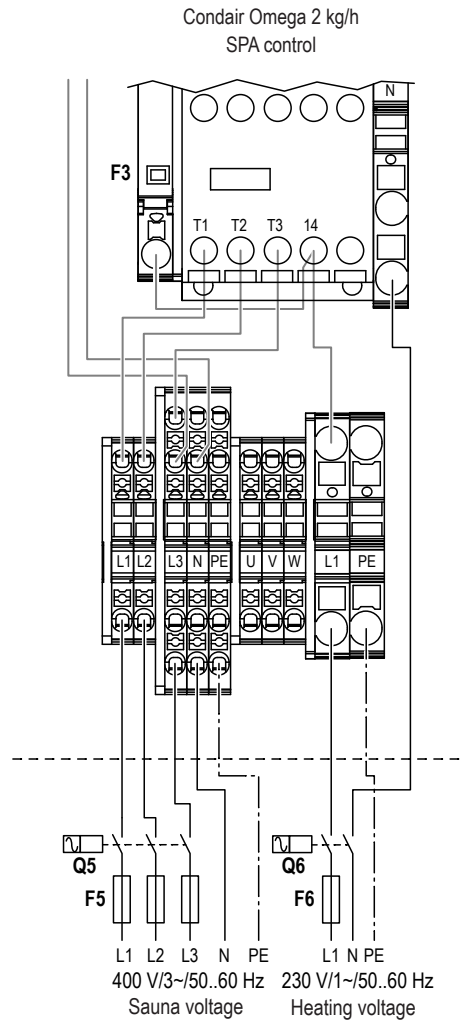 Condair Omega 2 kg/h
SPA control
N
F3
T1 T2 T3 14
L1 L2 L3 N PE U V W L1 PE
Q5 Q6
F5 F6
L1 L2 L3 N PE L1 N PE
400 V/3~/50..60 Hz 230 V/1~/50..60 Hz
Sauna voltage Heating voltage